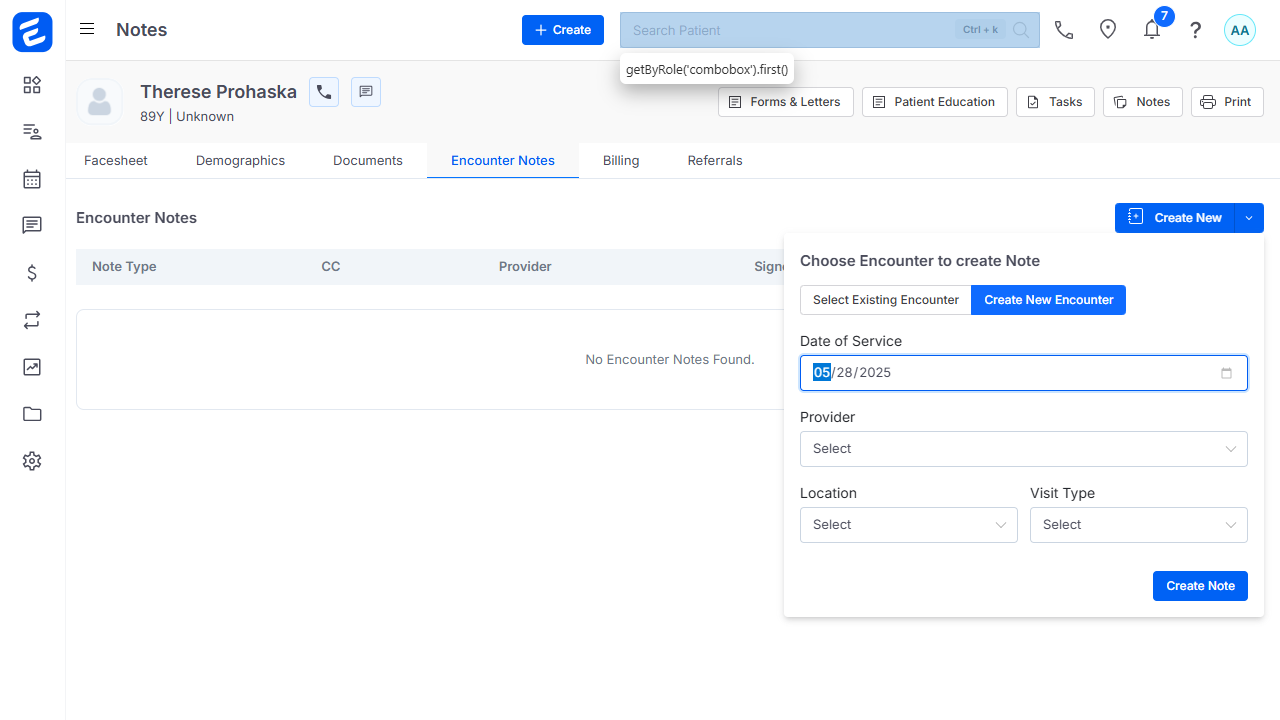 Notes
Create
Search Patient
Ctrl + k
7
?
AA
getByRole('combobox').first()
Therese Prohaska
89Y | Unknown
Forms & Letters
Patient Education
Tasks
Notes
Print
Facesheet
Demographics
Documents
Encounter Notes
Billing
Referrals
Encounter Notes
Create New
Note Type
CC
Provider
Choose Encounter to create Note
Select Existing Encounter
Create New Encounter
Date of Service
05/28/2025
No Encounter Notes Found.
Provider
Select
Location
Visit Type
Select
Select
Create Note